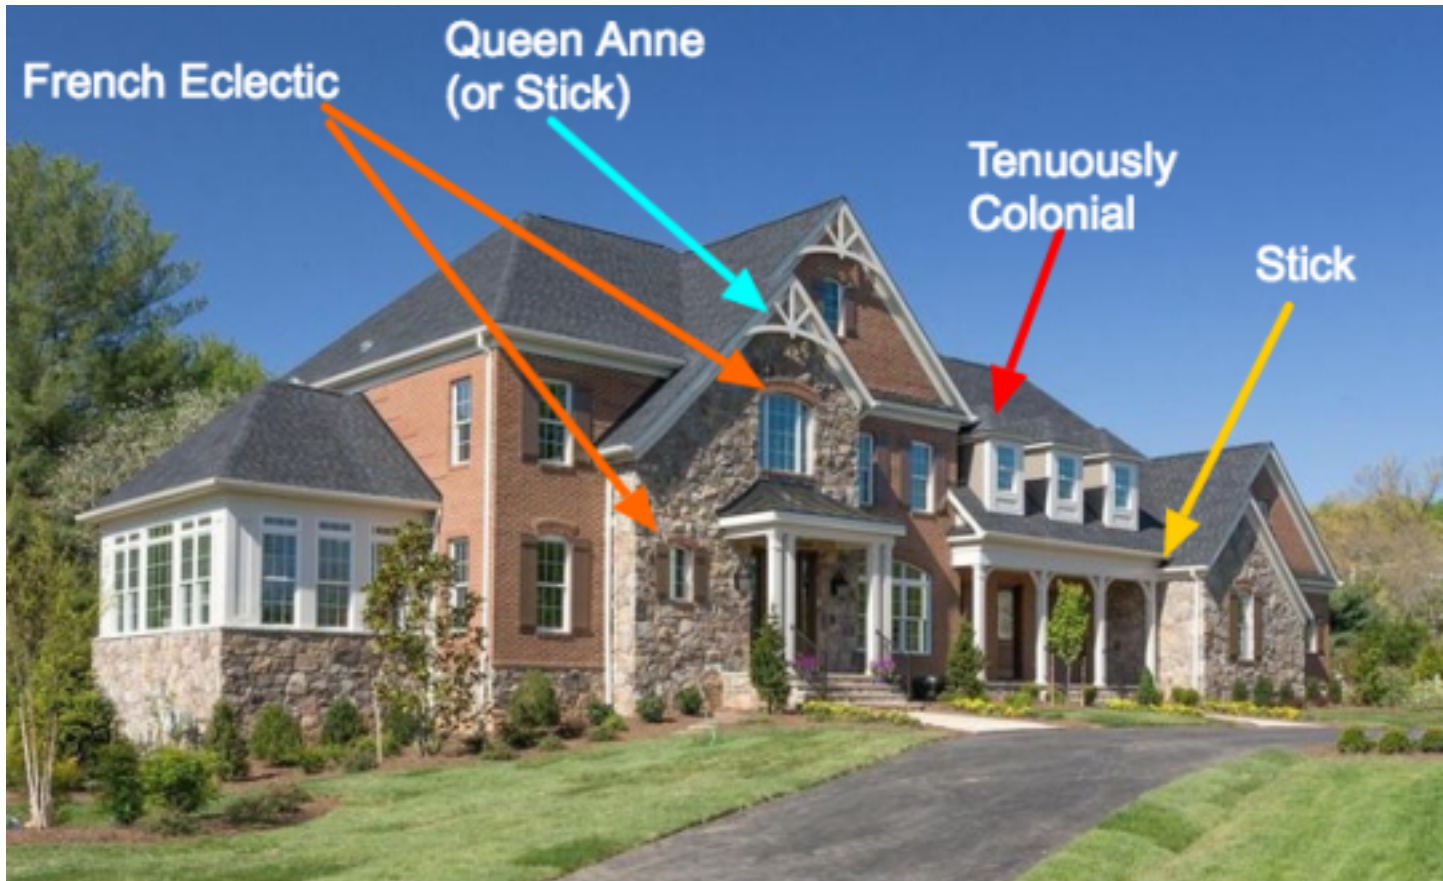 French Eclectic
Queen Anne
(or Stick)
Tenuously
Colonial
Stick